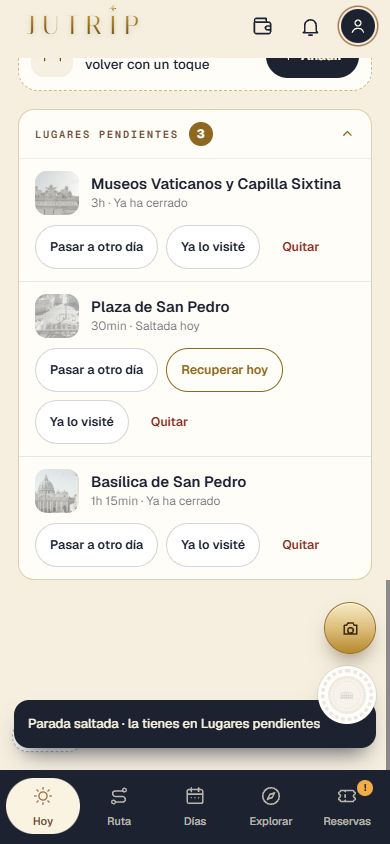 JUTRIP
volver con un toque
Añadir
LUGARES PENDIENTES 3
Museos Vaticanos y Capilla Sixtina
3h · Ya ha cerrado
Pasar a otro día Ya lo visité Quitar
Plaza de San Pedro
30min · Saltada hoy
Pasar a otro día Recuperar hoy
Ya lo visité Quitar
Basílica de San Pedro
1h 15min · Ya ha cerrado
Pasar a otro día Ya lo visité Quitar
Parada saltada · la tienes en Lugares pendientes
!
Hoy Ruta Días Explorar Reservas